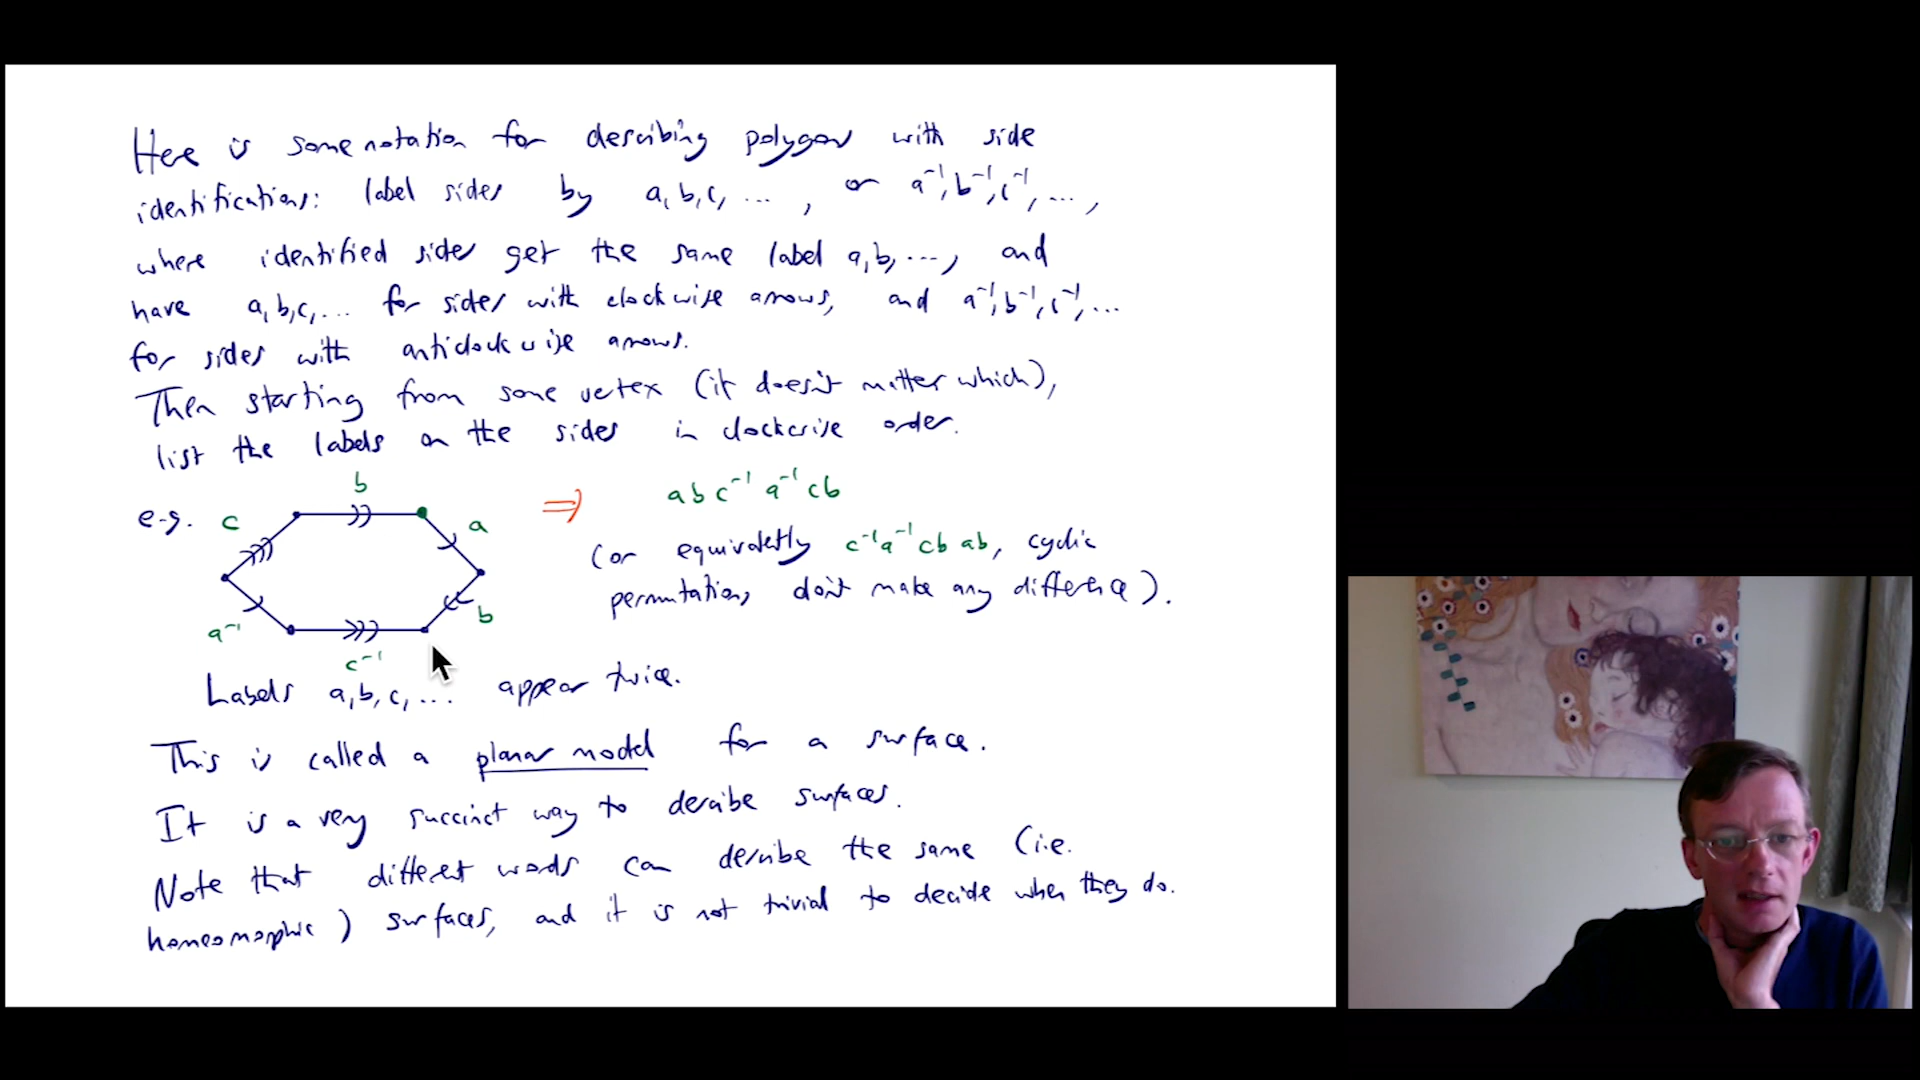 Here is some notation for describing polygon with side
identifications: label sides by a, b, c, ... , or a⁻¹, b⁻¹, c⁻¹, ...,
where identified sides get the same label a, b, ..., and
have a, b, c, ... for sides with clockwise arrows, and a⁻¹, b⁻¹, c⁻¹, ...
for sides with anticlockwise arrows.
Then starting from some vertex (it doesn't matter which),
list the labels on the sides in clockwise order.
e.g. c b a b c⁻¹ a⁻¹ ⇒ a b c⁻¹ a⁻¹ c b
(or equivalently c⁻¹a⁻¹ cb ab, cyclic
permutations don't make any difference).
Labels a, b, c, ... appear twice.
This is called a planar model for a surface.
It is a very succinct way to describe surfaces.
Note that different words can describe the same (i.e.
homeomorphic) surfaces, and it is not trivial to decide when they do.